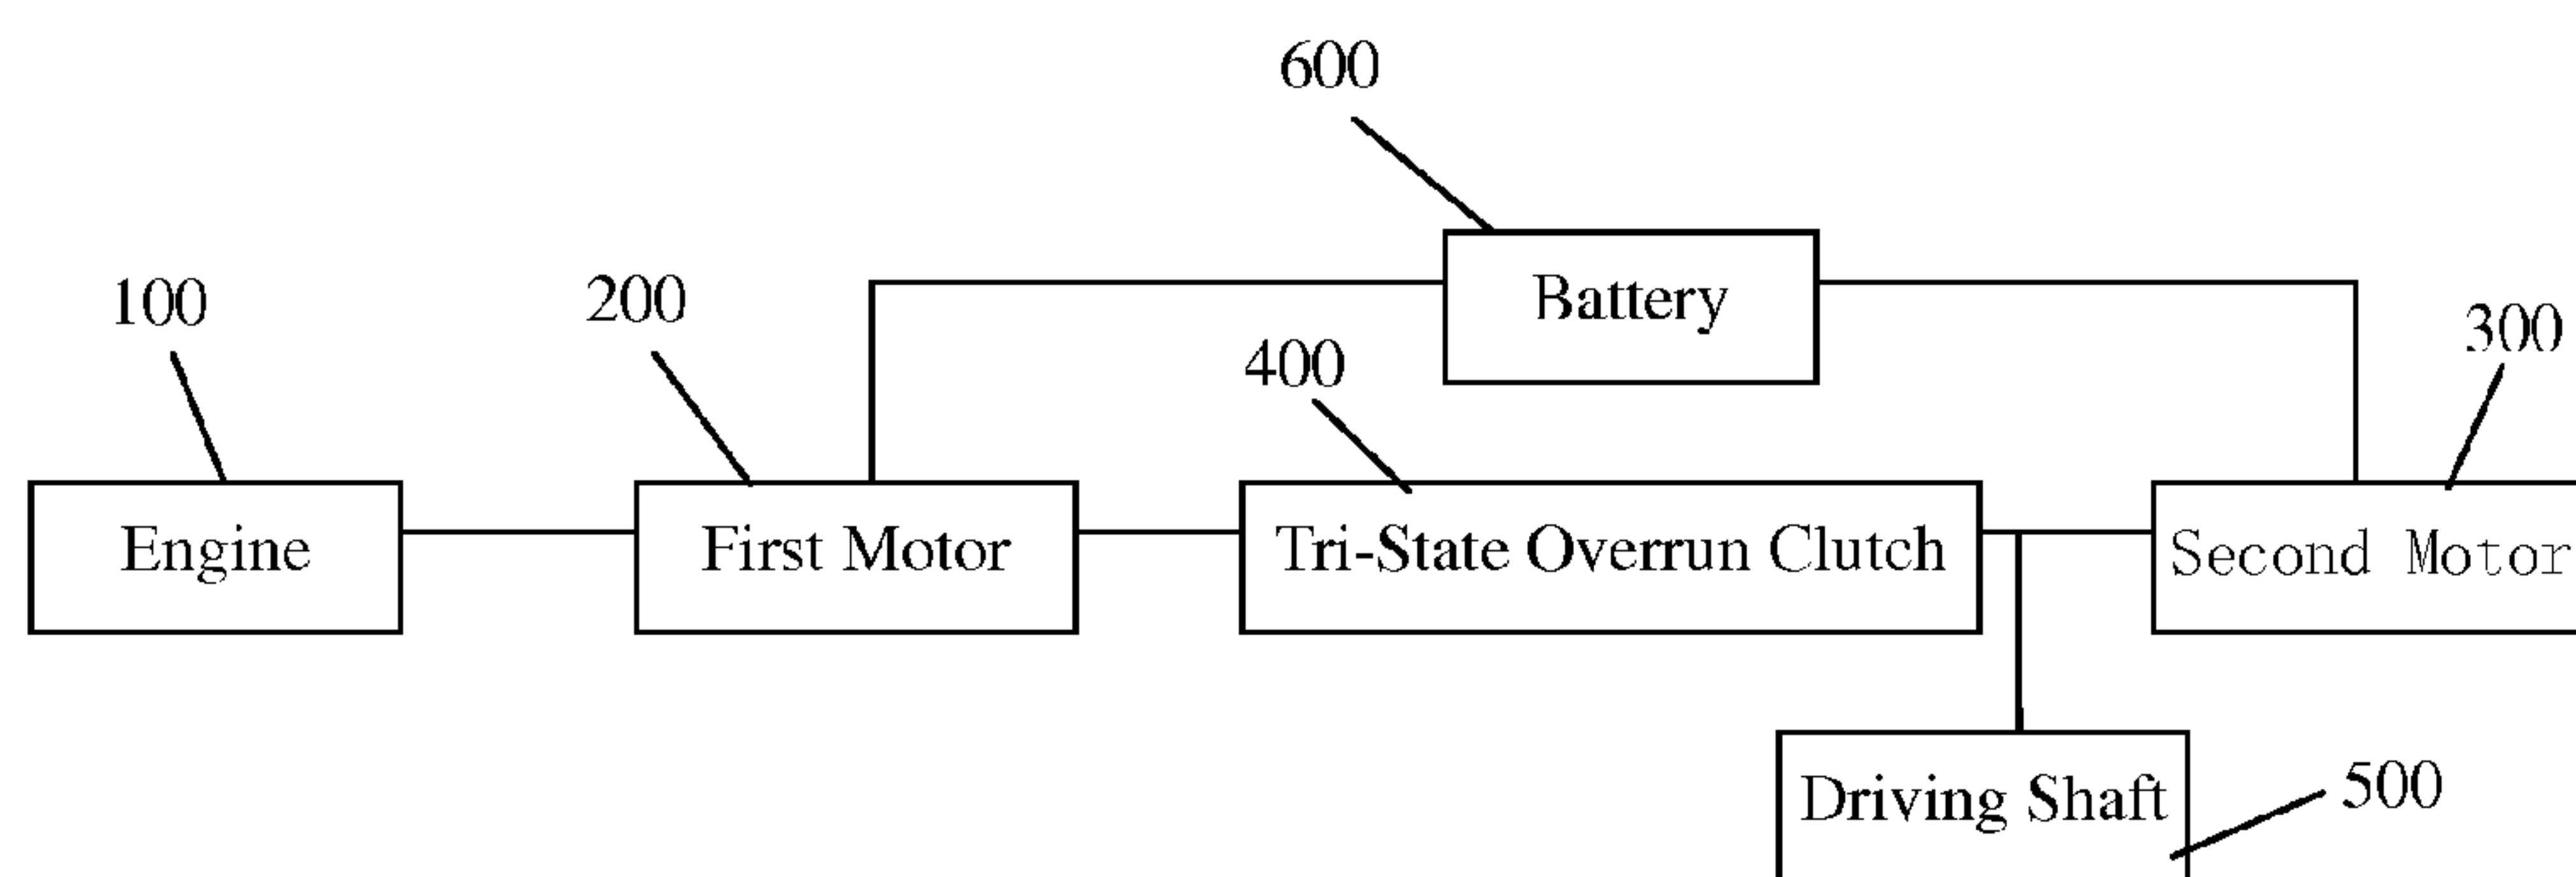 600
100
200
Battery
300
400
Engine
First Motor
Tri-State Overrun Clutch
Second Motor
Driving Shaft
500